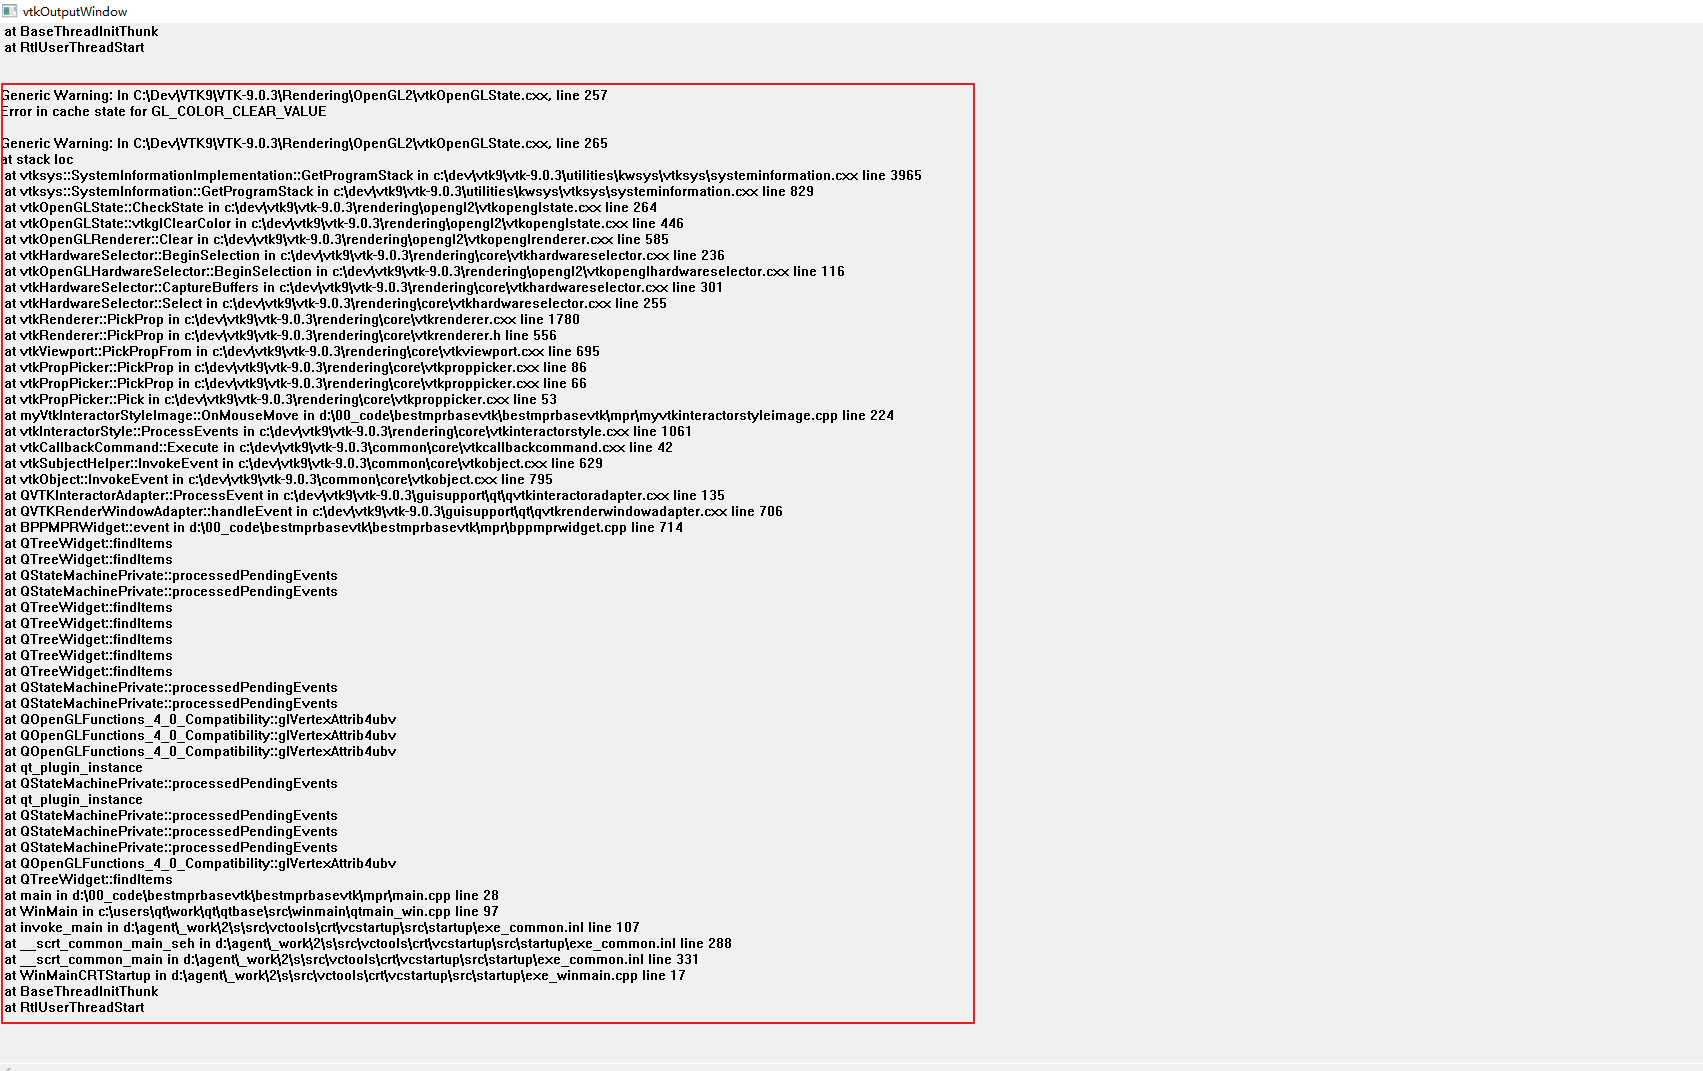 vtkOutputWindow
at BaseThreadInitThunk
at RtlUserThreadStart
Generic Warning: In C:\Dev\VTK9\VTK-9.0.3\Rendering\OpenGL2\vtkOpenGLState.cxx, line 257
Error in cache state for GL_COLOR_CLEAR_VALUE
Generic Warning: In C:\Dev\VTK9\VTK-9.0.3\Rendering\OpenGL2\vtkOpenGLState.cxx, line 265
at stack loc
at vtksys::SystemInformationImplementation::GetProgramStack in c:\dev\vtk9\vtk-9.0.3\utilities\kwsys\vtksys\systeminformation.cxx line 3965
at vtksys::SystemInformation::GetProgramStack in c:\dev\vtk9\vtk-9.0.3\utilities\kwsys\vtksys\systeminformation.cxx line 829
at vtkOpenGLState::CheckState in c:\dev\vtk9\vtk-9.0.3\rendering\opengl2\vtkopenglstate.cxx line 264
at vtkOpenGLState::vtkglClearColor in c:\dev\vtk9\vtk-9.0.3\rendering\opengl2\vtkopenglstate.cxx line 446
at vtkOpenGLRenderer::Clear in c:\dev\vtk9\vtk-9.0.3\rendering\opengl2\vtkopenglrenderer.cxx line 585
at vtkHardwareSelector::BeginSelection in c:\dev\vtk9\vtk-9.0.3\rendering\core\vtkhardwareselector.cxx line 236
at vtkOpenGLHardwareSelector::BeginSelection in c:\dev\vtk9\vtk-9.0.3\rendering\opengl2\vtkopenglhardwareselector.cxx line 116
at vtkHardwareSelector::CaptureBuffers in c:\dev\vtk9\vtk-9.0.3\rendering\core\vtkhardwareselector.cxx line 301
at vtkHardwareSelector::Select in c:\dev\vtk9\vtk-9.0.3\rendering\core\vtkhardwareselector.cxx line 255
at vtkRenderer::PickProp in c:\dev\vtk9\vtk-9.0.3\rendering\core\vtkrenderer.cxx line 1780
at vtkRenderer::PickProp in c:\dev\vtk9\vtk-9.0.3\rendering\core\vtkrenderer.h line 556
at vtkViewport::PickPropFrom in c:\dev\vtk9\vtk-9.0.3\rendering\core\vtkviewport.cxx line 695
at vtkPropPicker::PickProp in c:\dev\vtk9\vtk-9.0.3\rendering\core\vtkproppicker.cxx line 86
at vtkPropPicker::PickProp in c:\dev\vtk9\vtk-9.0.3\rendering\core\vtkproppicker.cxx line 66
at vtkPropPicker::Pick in c:\dev\vtk9\vtk-9.0.3\rendering\core\vtkproppicker.cxx line 53
at myVtkInteractorStyleImage::OnMouseMove in d:\00_code\bestmprbasevtk\bestmprbasevtk\mpr\myvtkinteractorstyleimage.cpp line 224
at vtkInteractorStyle::ProcessEvents in c:\dev\vtk9\vtk-9.0.3\rendering\core\vtkinteractorstyle.cxx line 1061
at vtkCallbackCommand::Execute in c:\dev\vtk9\vtk-9.0.3\common\core\vtkcallbackcommand.cxx line 42
at vtkSubjectHelper::InvokeEvent in c:\dev\vtk9\vtk-9.0.3\common\core\vtkobject.cxx line 629
at vtkObject::InvokeEvent in c:\dev\vtk9\vtk-9.0.3\common\core\vtkobject.cxx line 795
at QVTKInteractorAdapter::ProcessEvent in c:\dev\vtk9\vtk-9.0.3\guisupport\qt\qvtkinteractoradapter.cxx line 135
at QVTKRenderWindowAdapter::handleEvent in c:\dev\vtk9\vtk-9.0.3\guisupport\qt\qvtkrenderwindowadapter.cxx line 706
at BPPMPRWidget::event in d:\00_code\bestmprbasevtk\bestmprbasevtk\mpr\bppmprwidget.cpp line 714
at QTreeWidget::findItems
at QTreeWidget::findItems
at QStateMachinePrivate::processedPendingEvents
at QStateMachinePrivate::processedPendingEvents
at QTreeWidget::findItems
at QTreeWidget::findItems
at QTreeWidget::findItems
at QTreeWidget::findItems
at QTreeWidget::findItems
at QStateMachinePrivate::processedPendingEvents
at QStateMachinePrivate::processedPendingEvents
at QOpenGLFunctions_4_0_Compatibility::glVertexAttrib4ubv
at QOpenGLFunctions_4_0_Compatibility::glVertexAttrib4ubv
at QOpenGLFunctions_4_0_Compatibility::glVertexAttrib4ubv
at qt_plugin_instance
at QStateMachinePrivate::processedPendingEvents
at qt_plugin_instance
at QStateMachinePrivate::processedPendingEvents
at QStateMachinePrivate::processedPendingEvents
at QStateMachinePrivate::processedPendingEvents
at QOpenGLFunctions_4_0_Compatibility::glVertexAttrib4ubv
at QTreeWidget::findItems
at main in d:\00_code\bestmprbasevtk\bestmprbasevtk\mpr\main.cpp line 28
at WinMain in c:\users\qt\work\qt\qtbase\src\winmain\qtmain_win.cpp line 97
at invoke_main in d:\agent\_work\2\s\src\vctools\crt\vcstartup\src\startup\exe_common.inl line 107
at __scrt_common_main_seh in d:\agent\_work\2\s\src\vctools\crt\vcstartup\src\startup\exe_common.inl line 288
at __scrt_common_main in d:\agent\_work\2\s\src\vctools\crt\vcstartup\src\startup\exe_common.inl line 331
at WinMainCRTStartup in d:\agent\_work\2\s\src\vctools\crt\vcstartup\src\startup\exe_winmain.cpp line 17
at BaseThreadInitThunk
at RtlUserThreadStart